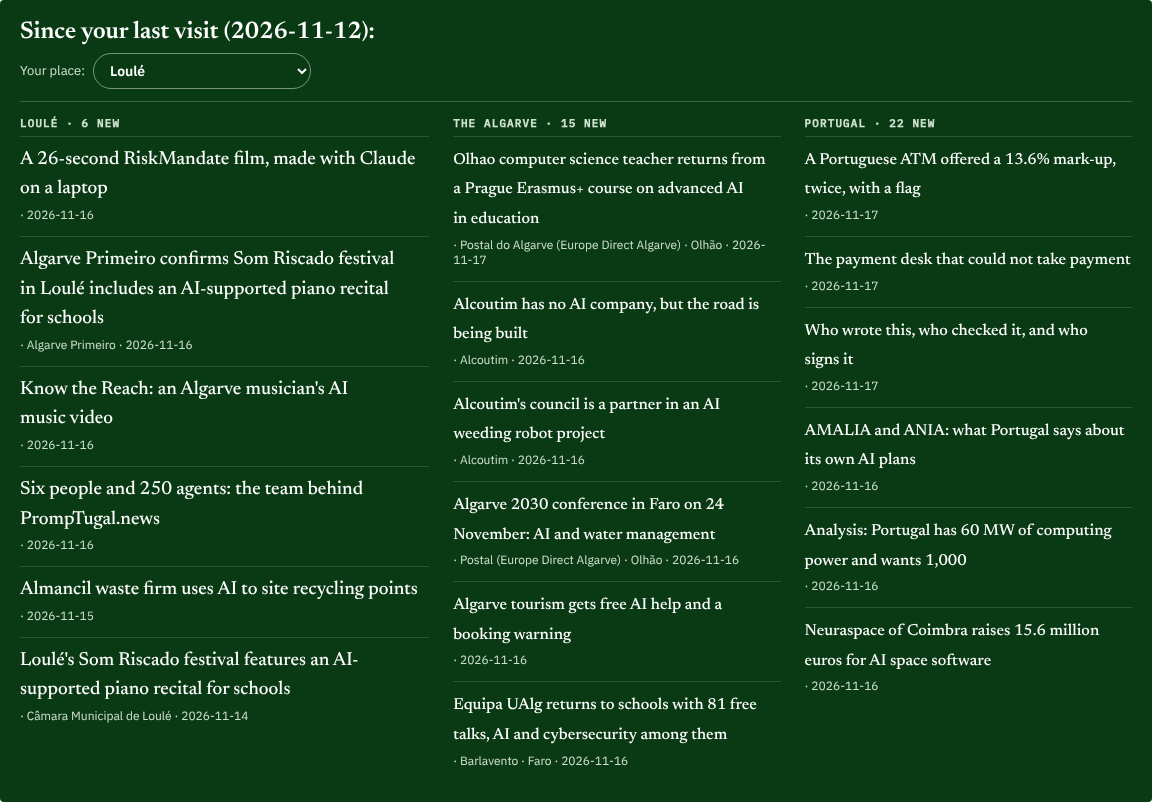 Since your last visit (2026-11-12):
Your place:
Loulé
LOULÉ · 6 NEW
A 26-second RiskMandate film, made with Claude
on a laptop
· 2026-11-16
Algarve Primeiro confirms Som Riscado festival
in Loulé includes an AI-supported piano recital
for schools
· Algarve Primeiro · 2026-11-16
Know the Reach: an Algarve musician's AI
music video
· 2026-11-16
Six people and 250 agents: the team behind
PrompTugal.news
· 2026-11-16
Almancil waste firm uses AI to site recycling points
· 2026-11-15
Loulé's Som Riscado festival features an AI-
supported piano recital for schools
· Câmara Municipal de Loulé · 2026-11-14
THE ALGARVE · 15 NEW
Olhao computer science teacher returns from
a Prague Erasmus+ course on advanced AI
in education
· Postal do Algarve (Europe Direct Algarve) · Olhão · 2026-
11-17
Alcoutim has no AI company, but the road is
being built
· Alcoutim · 2026-11-16
Alcoutim's council is a partner in an AI
weeding robot project
· Alcoutim · 2026-11-16
Algarve 2030 conference in Faro on 24
November: AI and water management
· Postal (Europe Direct Algarve) · Olhão · 2026-11-16
Algarve tourism gets free AI help and a
booking warning
· 2026-11-16
Equipa UAlg returns to schools with 81 free
talks, AI and cybersecurity among them
· Barlavento · Faro · 2026-11-16
PORTUGAL · 22 NEW
A Portuguese ATM offered a 13.6% mark-up,
twice, with a flag
· 2026-11-17
The payment desk that could not take payment
· 2026-11-17
Who wrote this, who checked it, and who
signs it
· 2026-11-17
AMALIA and ANIA: what Portugal says about
its own AI plans
· 2026-11-16
Analysis: Portugal has 60 MW of computing
power and wants 1,000
· 2026-11-16
Neuraspace of Coimbra raises 15.6 million
euros for AI space software
· 2026-11-16